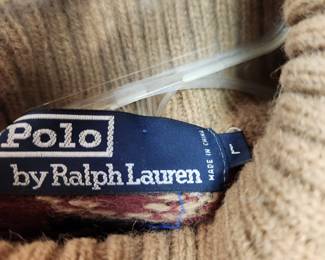 Polo
by Ralph Lauren
MADE IN CHINA
L